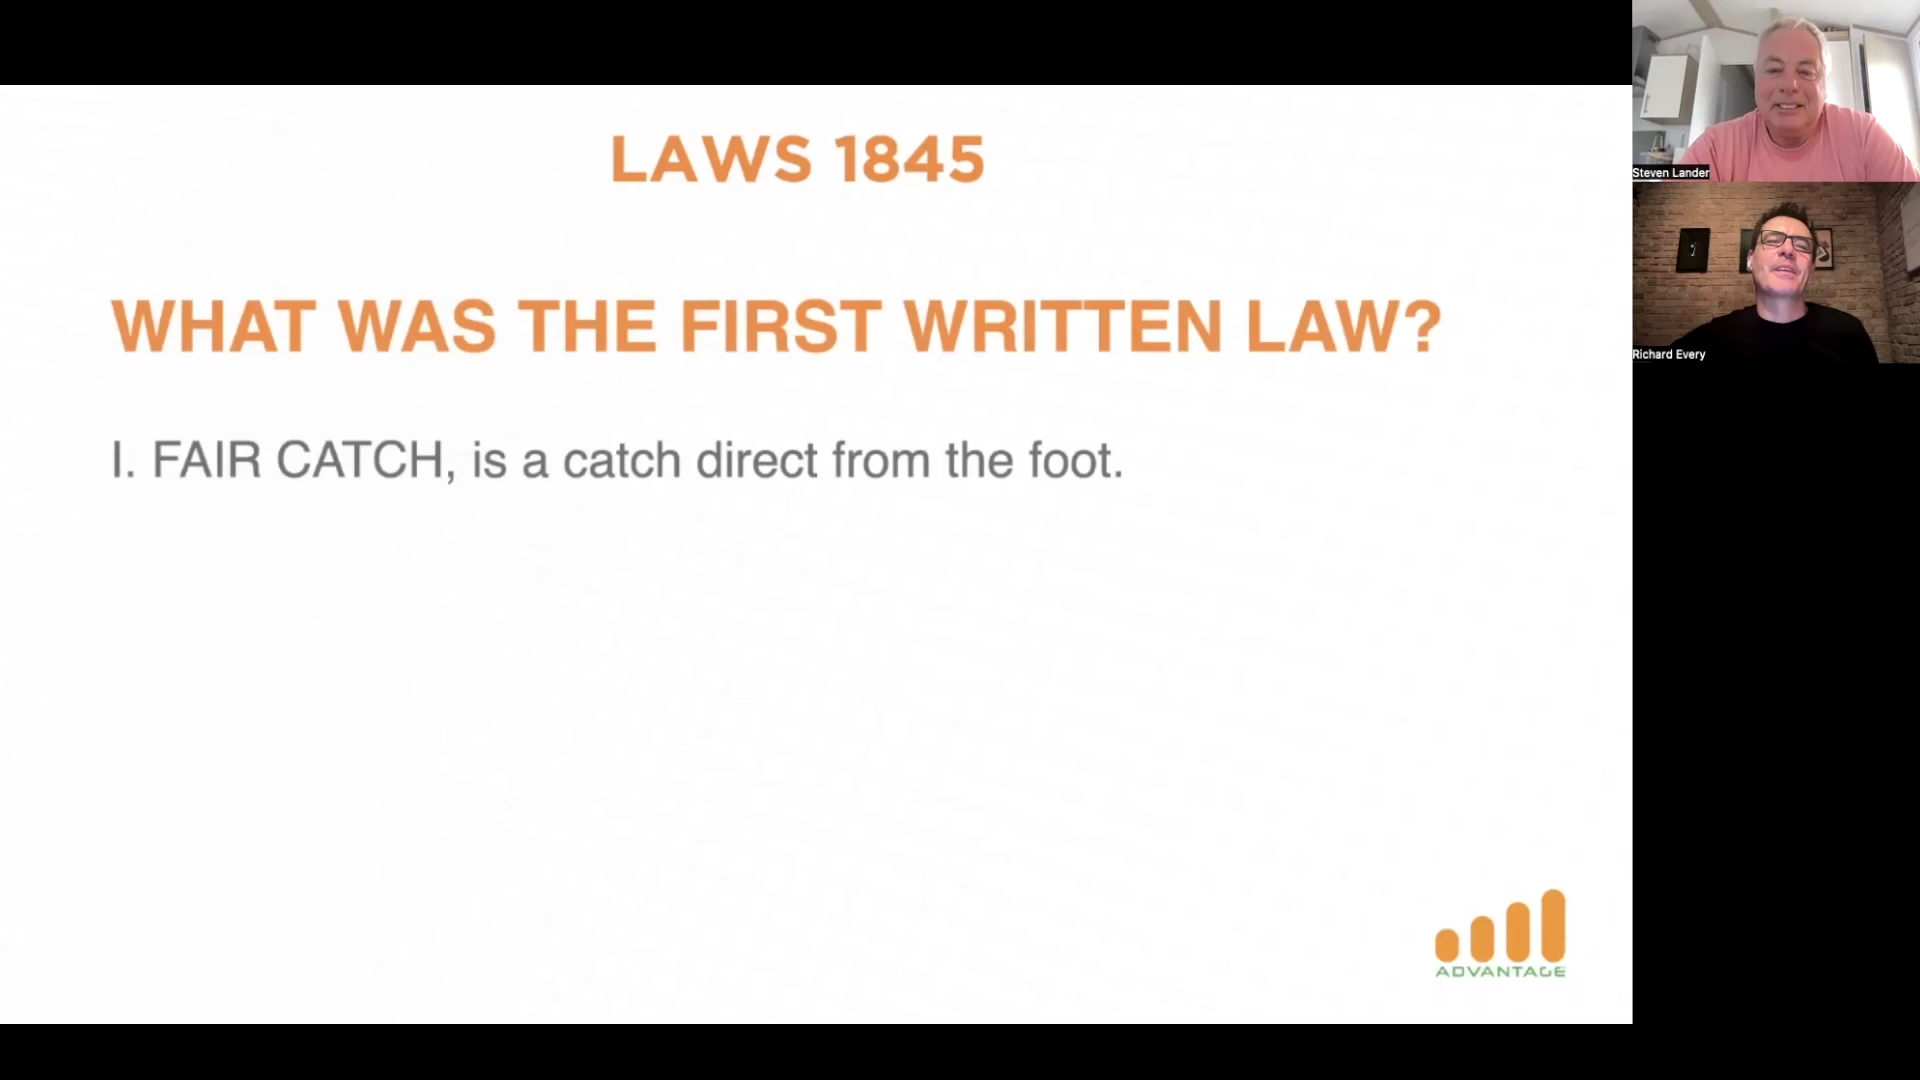 LAWS 1845
WHAT WAS THE FIRST WRITTEN LAW?
I. FAIR CATCH, is a catch direct from the foot.
ADVANTAGE
Steven Lander
Richard Every